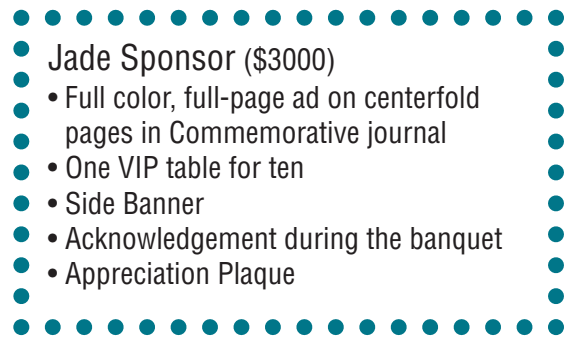 Jade Sponsor ($3000)
• Full color, full-page ad on centerfold
pages in Commemorative journal
• One VIP table for ten
• Side Banner
• Acknowledgement during the banquet
• Appreciation Plaque